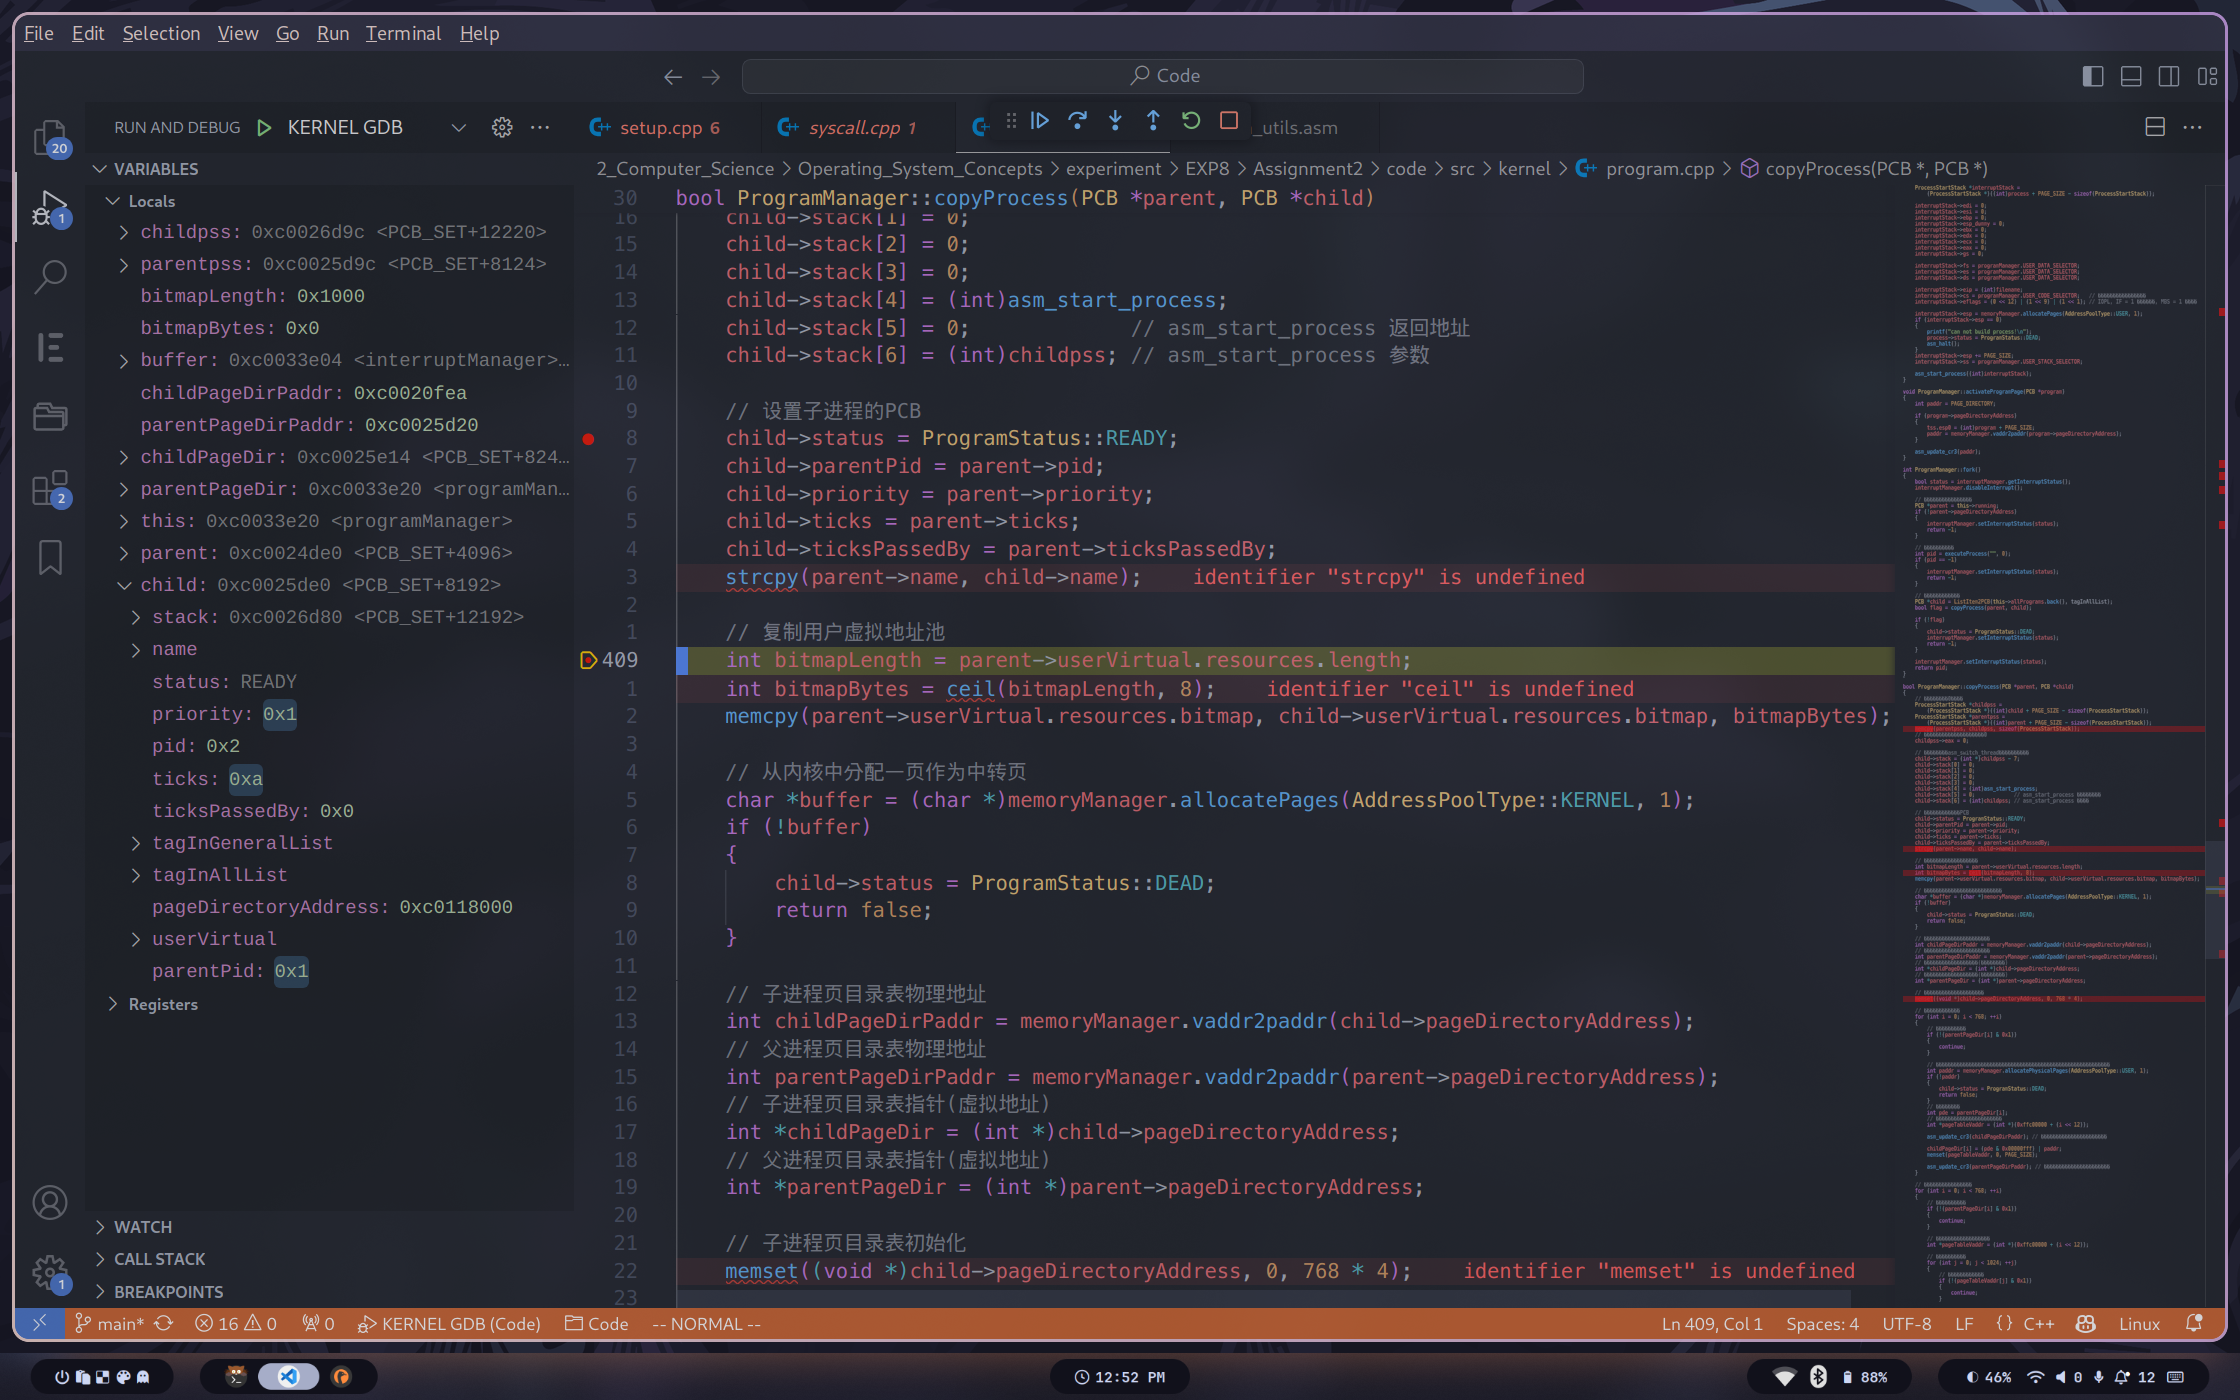 File Edit Selection View Go Run Terminal Help
Code
20
1
2
1
RUN AND DEBUG KERNEL GDB
VARIABLES
Locals
childpss: 0xc0026d9c <PCB_SET+12220>
parentpss: 0xc0025d9c <PCB_SET+8124>
bitmapLength: 0x1000
bitmapBytes: 0x0
buffer: 0xc0033e04 <interruptManager>…
childPageDirPaddr: 0xc0020fea
parentPageDirPaddr: 0xc0025d20
childPageDir: 0xc0025e14 <PCB_SET+824…
parentPageDir: 0xc0033e20 <programMan…
this: 0xc0033e20 <programManager>
parent: 0xc0024de0 <PCB_SET+4096>
child: 0xc0025de0 <PCB_SET+8192>
stack: 0xc0026d80 <PCB_SET+12192>
name
status: READY
priority: 0x1
pid: 0x2
ticks: 0xa
ticksPassedBy: 0x0
tagInGeneralList
tagInAllList
pageDirectoryAddress: 0xc0118000
userVirtual
parentPid: 0x1
Registers
WATCH
CALL STACK
BREAKPOINTS
setup.cpp 6 syscall.cpp 1 _utils.asm
2_Computer_Science > Operating_System_Concepts > experiment > EXP8 > Assignment2 > code > src > kernel > program.cpp > copyProcess(PCB *, PCB *)
30 bool ProgramManager::copyProcess(PCB *parent, PCB *child)
16 child->stack[1] = 0;
15 child->stack[2] = 0;
14 child->stack[3] = 0;
13 child->stack[4] = (int)asm_start_process;
12 child->stack[5] = 0; // asm_start_process 返回地址
11 child->stack[6] = (int)childpss; // asm_start_process 参数
10
9 // 设置子进程的PCB
8 child->status = ProgramStatus::READY;
7 child->parentPid = parent->pid;
6 child->priority = parent->priority;
5 child->ticks = parent->ticks;
4 child->ticksPassedBy = parent->ticksPassedBy;
3 strcpy(parent->name, child->name); identifier "strcpy" is undefined
2
1 // 复制用户虚拟地址池
409 int bitmapLength = parent->userVirtual.resources.length;
1 int bitmapBytes = ceil(bitmapLength, 8); identifier "ceil" is undefined
2 memcpy(parent->userVirtual.resources.bitmap, child->userVirtual.resources.bitmap, bitmapBytes);
3
4 // 从内核中分配一页作为中转页
5 char *buffer = (char *)memoryManager.allocatePages(AddressPoolType::KERNEL, 1);
6 if (!buffer)
7 {
8 child->status = ProgramStatus::DEAD;
9 return false;
10 }
11
12 // 子进程页目录表物理地址
13 int childPageDirPaddr = memoryManager.vaddr2paddr(child->pageDirectoryAddress);
14 // 父进程页目录表物理地址
15 int parentPageDirPaddr = memoryManager.vaddr2paddr(parent->pageDirectoryAddress);
16 // 子进程页目录表指针(虚拟地址)
17 int *childPageDir = (int *)child->pageDirectoryAddress;
18 // 父进程页目录表指针(虚拟地址)
19 int *parentPageDir = (int *)parent->pageDirectoryAddress;
20
21 // 子进程页目录表初始化
22 memset((void *)child->pageDirectoryAddress, 0, 768 * 4); identifier "memset" is undefined
23
main* 16 0 0 KERNEL GDB (Code) Code -- NORMAL -- Ln 409, Col 1 Spaces: 4 UTF-8 LF {} C++ Linux
12:52 PM 88% 46% 0 12